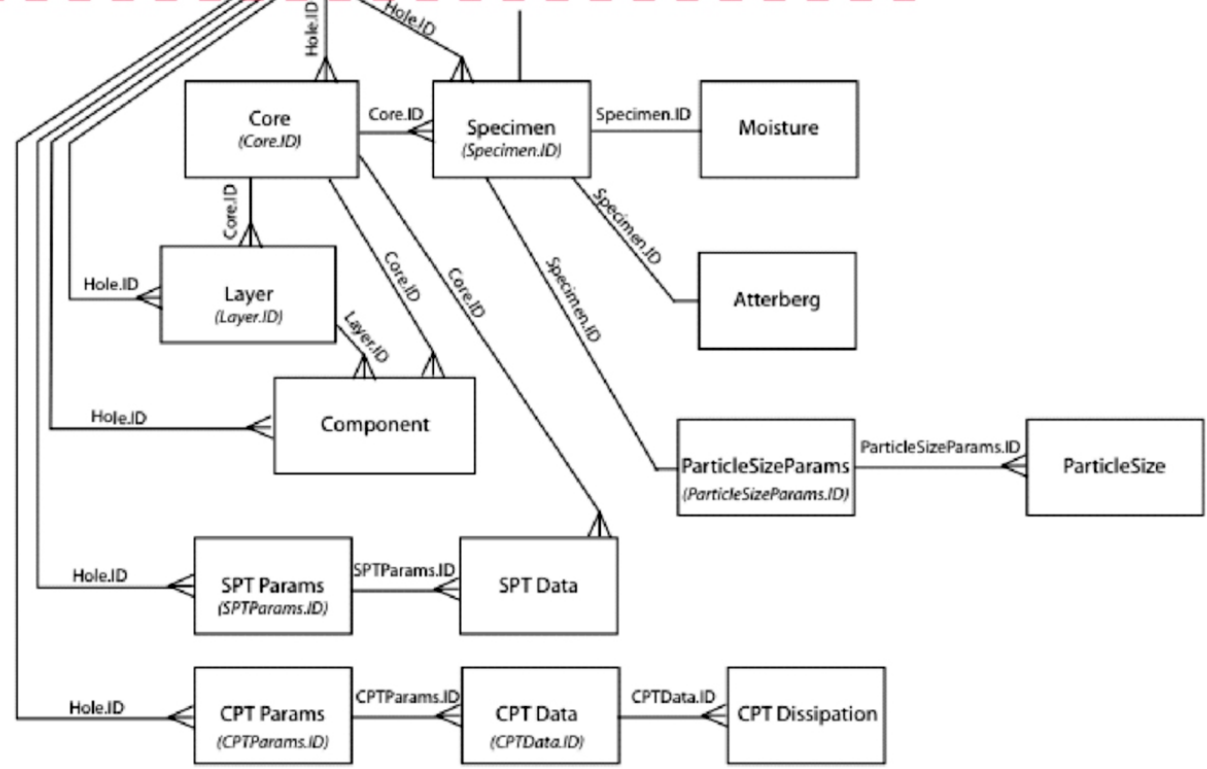 Hole.ID
Hole.ID
Core
(Core.ID)
Core.ID
Specimen
(Specimen.ID)
Specimen.ID
Moisture
Core.ID
Specimen.ID
Hole.ID
Layer
(Layer.ID)
Core.ID
Core.ID
Specimen.ID
Atterberg
Layer.ID
Hole.ID
Component
ParticleSizeParams
(ParticleSizeParams.ID)
ParticleSizeParams.ID
ParticleSize
Hole.ID
SPT Params
(SPTParams.ID)
SPTParams.ID
SPT Data
Hole.ID
CPT Params
(CPTParams.ID)
CPTParams.ID
CPT Data
(CPTData.ID)
CPTData.ID
CPT Dissipation